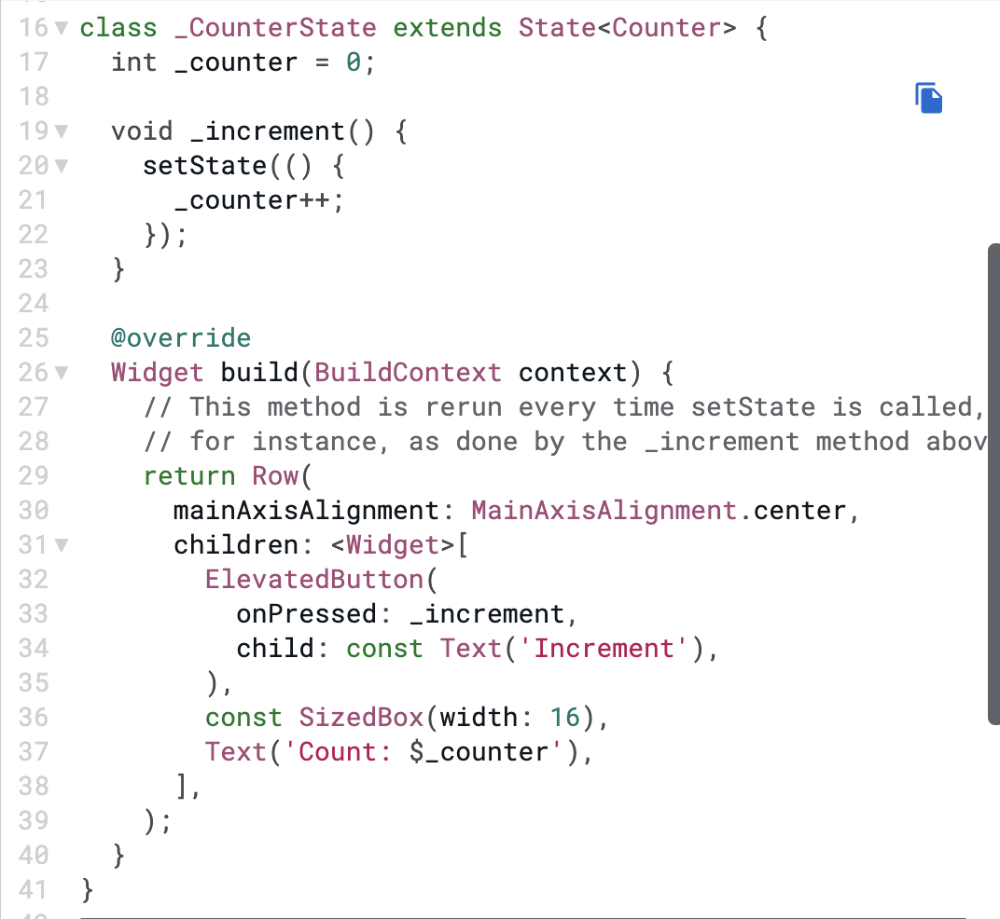 16 class _CounterState extends State<Counter> {
17   int _counter = 0;
18
19   void _increment() {
20     setState(() {
21       _counter++;
22     });
23   }
24
25   @override
26   Widget build(BuildContext context) {
27     // This method is rerun every time setState is called,
28     // for instance, as done by the _increment method abov
29     return Row(
30       mainAxisAlignment: MainAxisAlignment.center,
31       children: <Widget>[
32         ElevatedButton(
33           onPressed: _increment,
34           child: const Text('Increment'),
35         ),
36         const SizedBox(width: 16),
37         Text('Count: $_counter'),
38       ],
39     );
40   }
41 }